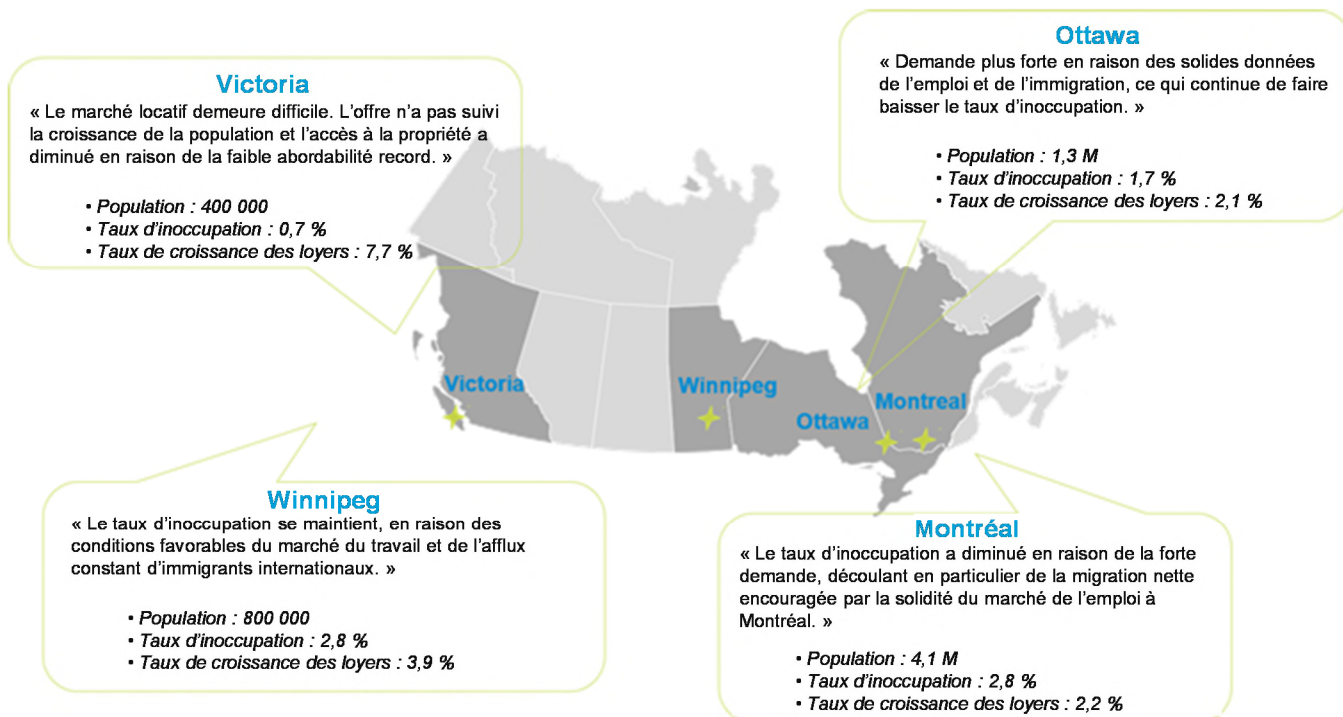 Victoria
« Le marché locatif demeure difficile. L'offre n'a pas suivi
la croissance de la population et l'accès à la propriété a
diminué en raison de la faible abordabilité record. »
• Population : 400 000
• Taux d'inoccupation : 0,7 %
• Taux de croissance des loyers : 7,7 %
Ottawa
« Demande plus forte en raison des solides données
de l'emploi et de l'immigration, ce qui continue de faire
baisser le taux d'inoccupation. »
• Population : 1,3 M
• Taux d'inoccupation : 1,7 %
• Taux de croissance des loyers : 2,1 %
Victoria
Winnipeg
Ottawa
Montreal
Winnipeg
« Le taux d'inoccupation se maintient, en raison des
conditions favorables du marché du travail et de l'afflux
constant d'immigrants internationaux. »
• Population : 800 000
• Taux d'inoccupation : 2,8 %
• Taux de croissance des loyers : 3,9 %
Montréal
« Le taux d'inoccupation a diminué en raison de la forte
demande, découlant en particulier de la migration nette
encouragée par la solidité du marché de l'emploi à
Montréal. »
• Population : 4,1 M
• Taux d'inoccupation : 2,8 %
• Taux de croissance des loyers : 2,2 %